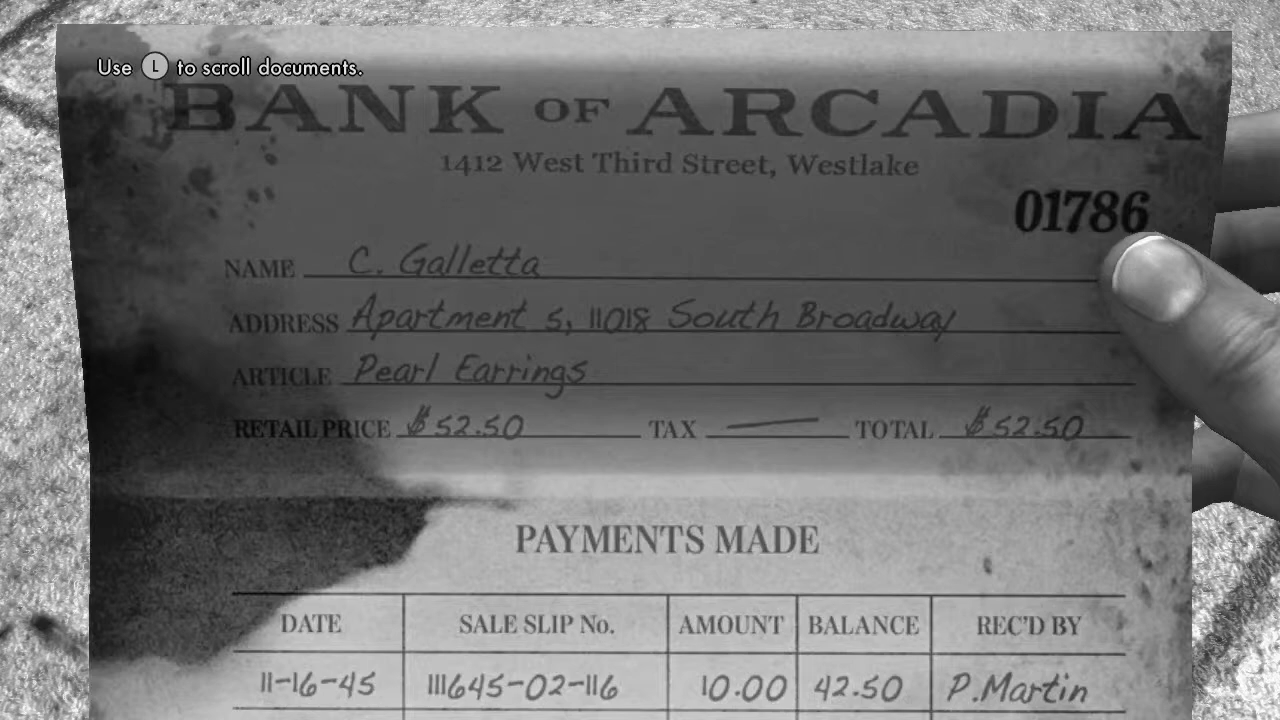 Use L to scroll documents.
BANK OF ARCADIA
1412 West Third Street, Westlake
01786
NAME C. Galletta
ADDRESS Apartment 5, 11018 South Broadway
ARTICLE Pearl Earrings
RETAIL PRICE $52.50 TAX — TOTAL $52.50
PAYMENTS MADE
DATE SALE SLIP No. AMOUNT BALANCE REC'D BY
11-16-45 111645-02-116 10.00 42.50 P.Martin